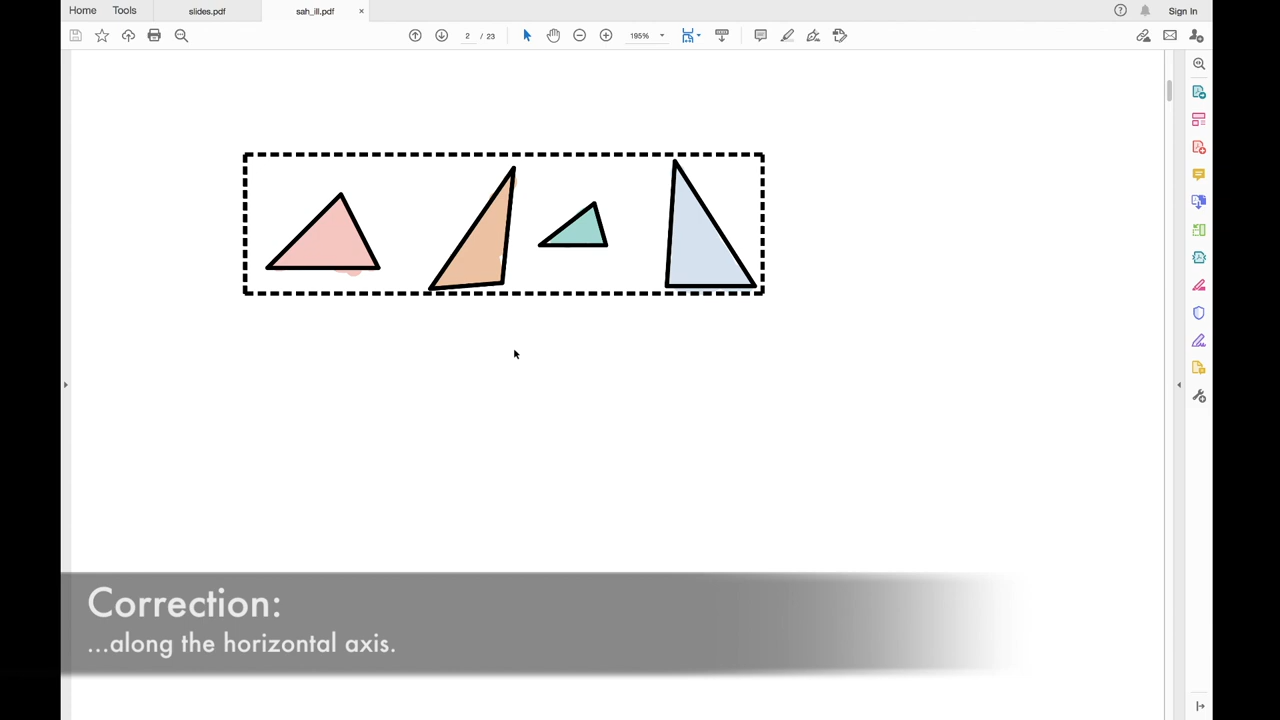 Home Tools slides.pdf sah_ill.pdf × Sign In
2 / 23 195%
Correction:
...along the horizontal axis.